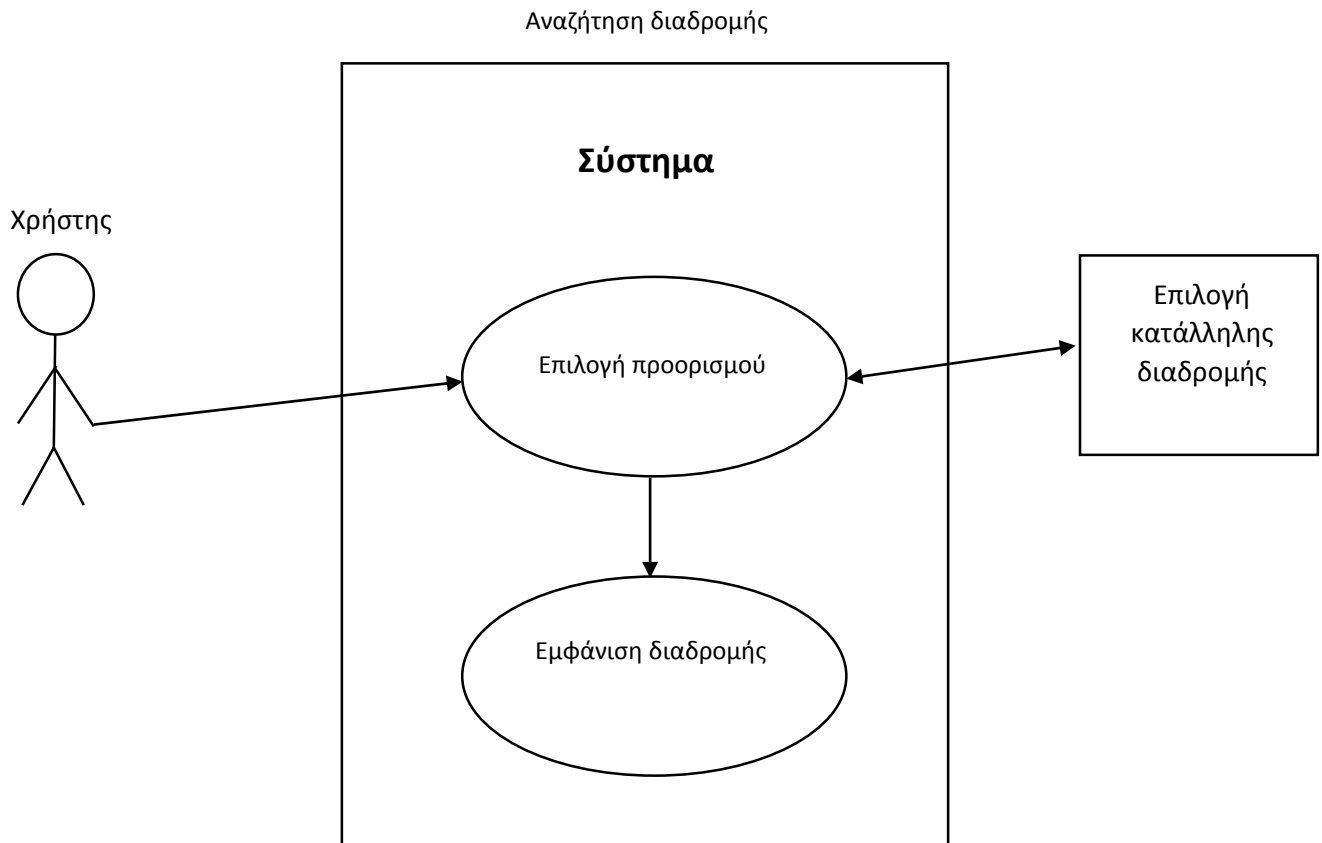 Αναζήτηση διαδρομής
Σύστημα
Χρήστης
Επιλογή προορισμού
Επιλογή
κατάλληλης
διαδρομής
Εμφάνιση διαδρομής